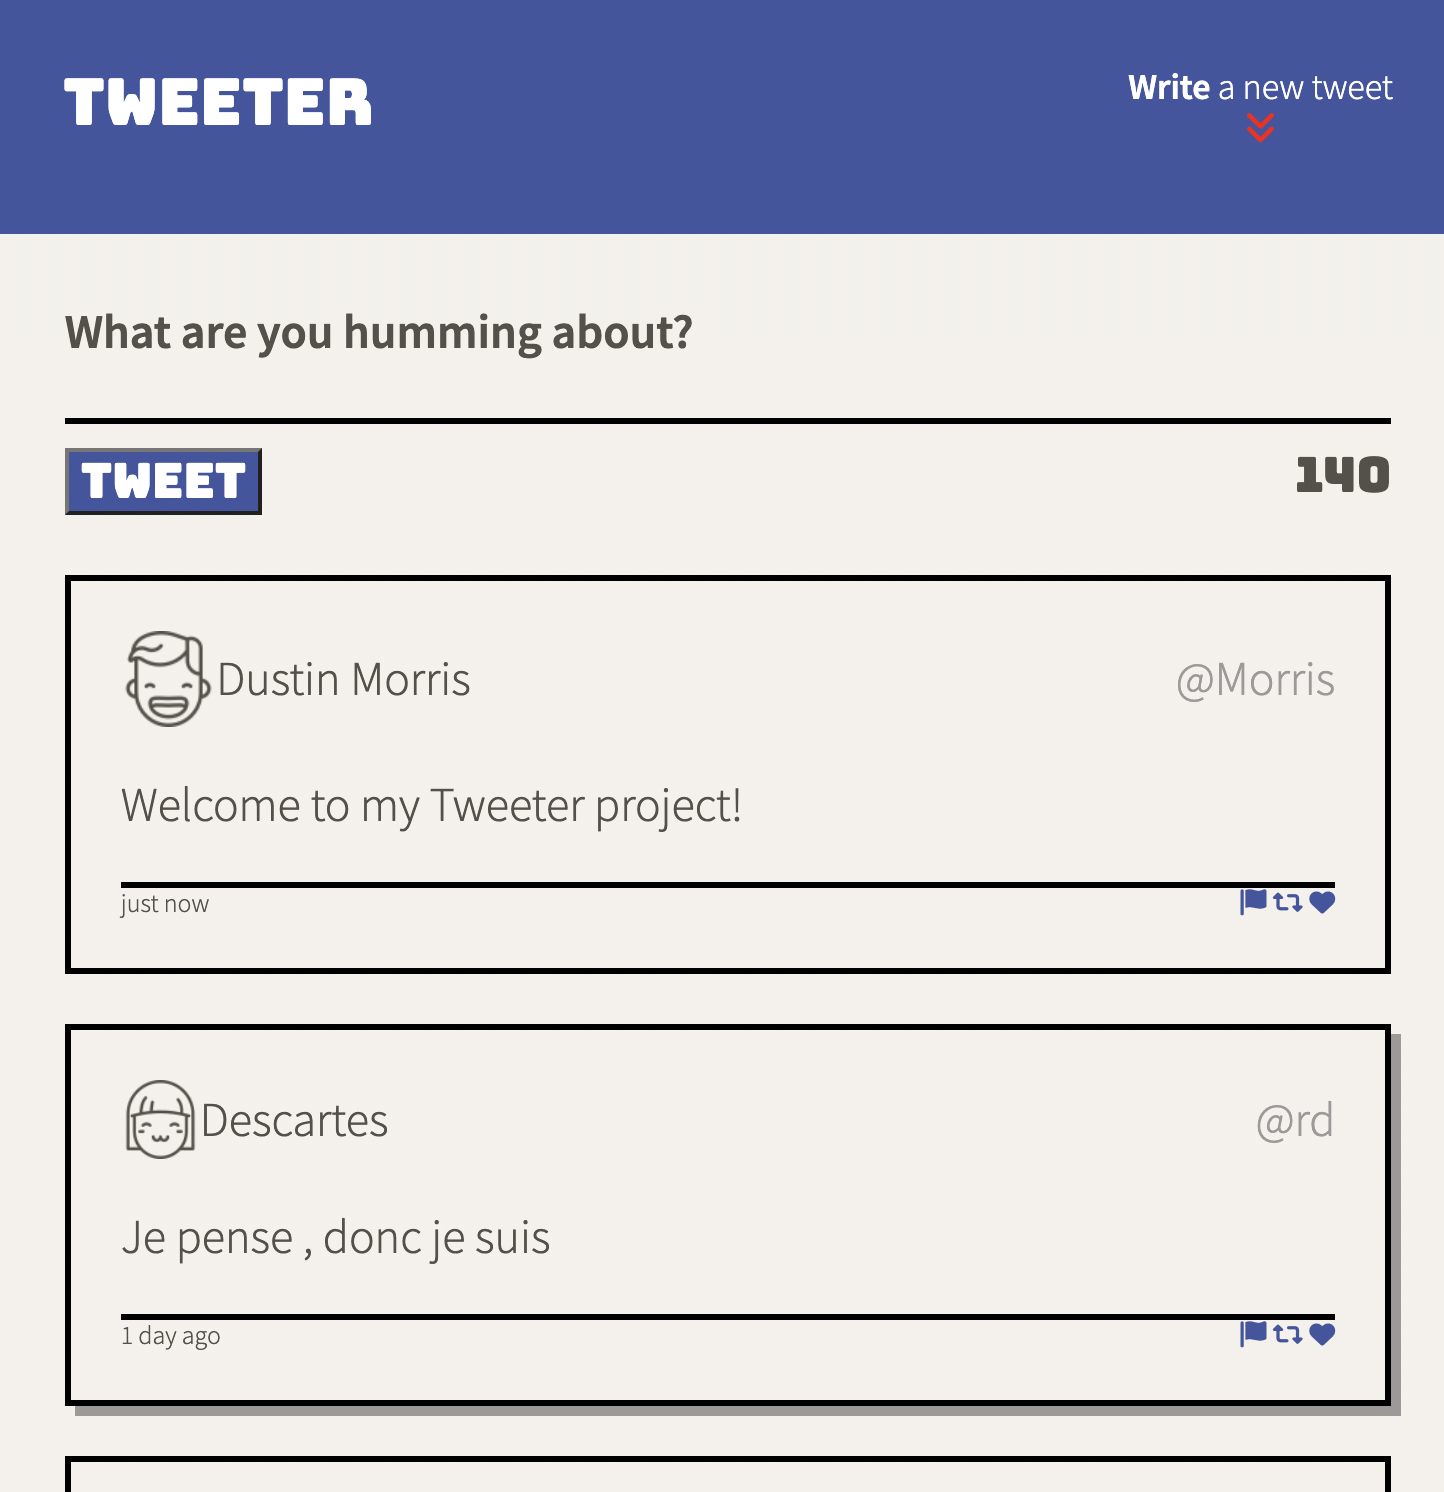 TWEETER
Write a new tweet
What are you humming about?
TWEET
140
Dustin Morris
@Morris
Welcome to my Tweeter project!
just now
Descartes
@rd
Je pense , donc je suis
1 day ago